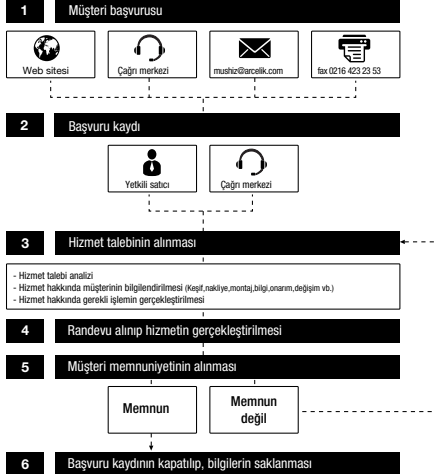 1 Müşteri başvurusu
Web sitesi
Çağrı merkezi
mushiz@arcelik.com
fax 0216 423 23 53
2 Başvuru kaydı
Yetkili satıcı
Çağrı merkezi
3 Hizmet talebinin alınması
- Hizmet talebi analizi
- Hizmet hakkında müşterinin bilgilendirilmesi (Keşif,nakliye,montaj,bilgi,onarım,değişim vb.)
- Hizmet hakkında gerekli işlemin gerçekleştirilmesi
4 Randevu alınıp hizmetin gerçekleştirilmesi
5 Müşteri memnuniyetinin alınması
Memnun
Memnun
değil
6 Başvuru kaydının kapatılıp, bilgilerin saklanması